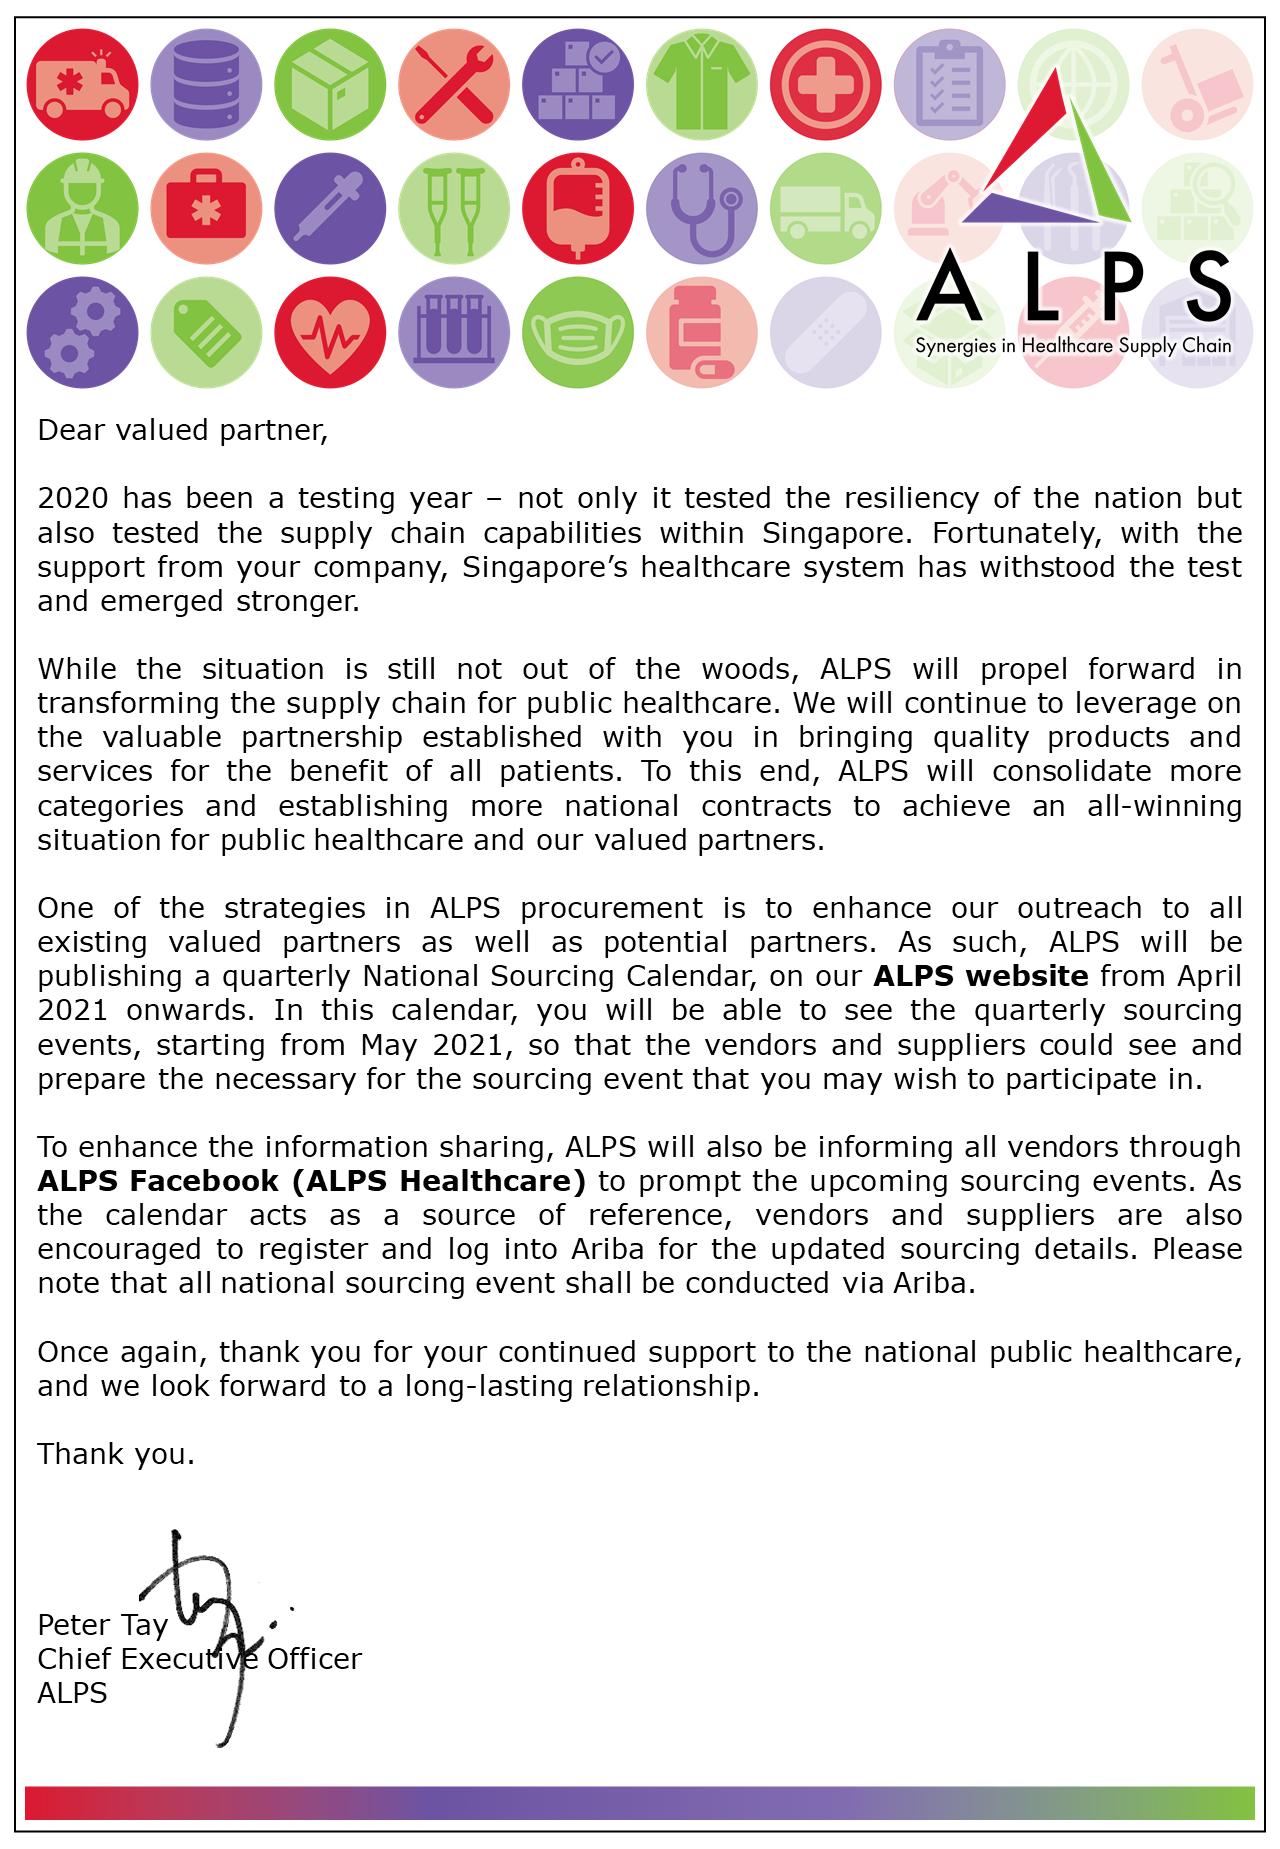 ALPS
Synergies in Healthcare Supply Chain
Dear valued partner,
2020 has been a testing year – not only it tested the resiliency of the nation but
also tested the supply chain capabilities within Singapore. Fortunately, with the
support from your company, Singapore’s healthcare system has withstood the test
and emerged stronger.
While the situation is still not out of the woods, ALPS will propel forward in
transforming the supply chain for public healthcare. We will continue to leverage on
the valuable partnership established with you in bringing quality products and
services for the benefit of all patients. To this end, ALPS will consolidate more
categories and establishing more national contracts to achieve an all-winning
situation for public healthcare and our valued partners.
One of the strategies in ALPS procurement is to enhance our outreach to all
existing valued partners as well as potential partners. As such, ALPS will be
publishing a quarterly National Sourcing Calendar, on our ALPS website from April
2021 onwards. In this calendar, you will be able to see the quarterly sourcing
events, starting from May 2021, so that the vendors and suppliers could see and
prepare the necessary for the sourcing event that you may wish to participate in.
To enhance the information sharing, ALPS will also be informing all vendors through
ALPS Facebook (ALPS Healthcare) to prompt the upcoming sourcing events. As
the calendar acts as a source of reference, vendors and suppliers are also
encouraged to register and log into Ariba for the updated sourcing details. Please
note that all national sourcing event shall be conducted via Ariba.
Once again, thank you for your continued support to the national public healthcare,
and we look forward to a long-lasting relationship.
Thank you.
Peter Tay
Chief Executive Officer
ALPS